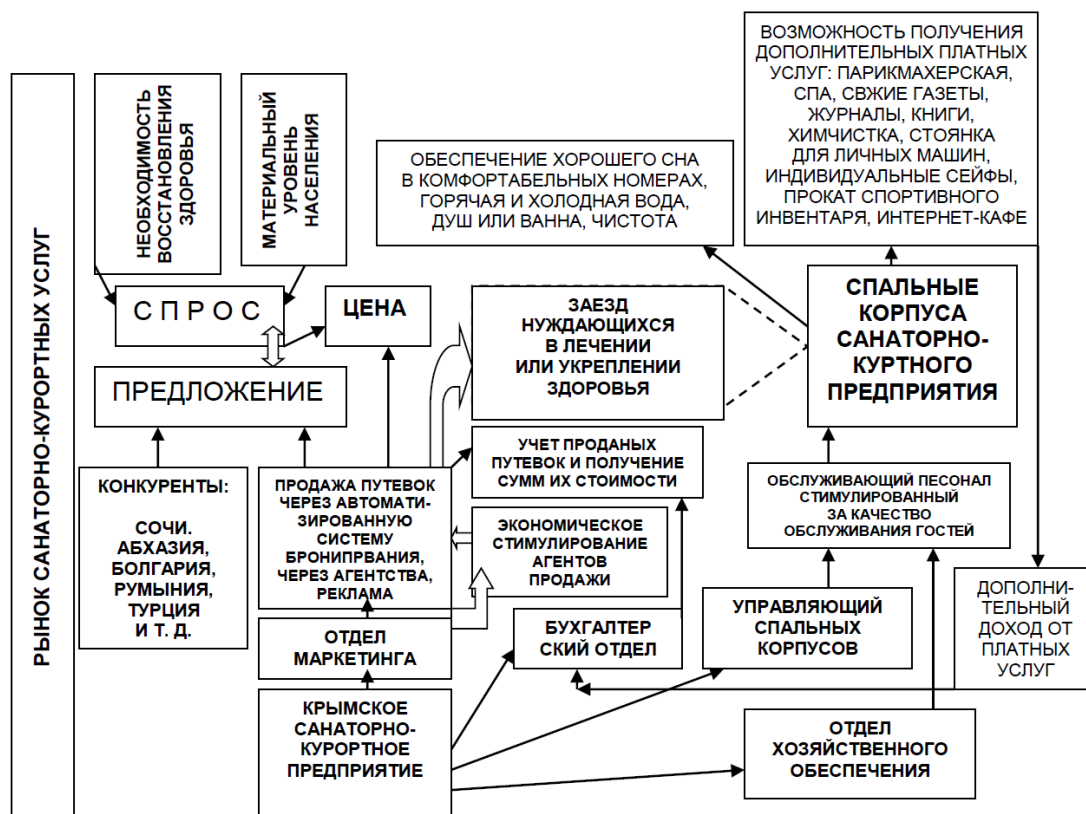 РЫНОК САНАТОРНО-КУРОРТНЫХ УСЛУГ
НЕОБХОДИМОСТЬ
ВОССТАНОВЛЕНИЯ
ЗДОРОВЬЯ
МАТЕРИАЛЬНЫЙ
УРОВЕНЬ
НАСЕЛЕНИЯ
ОБЕСПЕЧЕНИЕ ХОРОШЕГО СНА
В КОМФОРТАБЕЛЬНЫХ НОМЕРАХ,
ГОРЯЧАЯ И ХОЛОДНАЯ ВОДА,
ДУШ ИЛИ ВАННА, ЧИСТОТА
ВОЗМОЖНОСТЬ ПОЛУЧЕНИЯ
ДОПОЛНИТЕЛЬНЫХ ПЛАТНЫХ
УСЛУГ: ПАРИКМАХЕРСКАЯ,
СПА, СВЖИЕ ГАЗЕТЫ,
ЖУРНАЛЫ, КНИГИ,
ХИМЧИСТКА, СТОЯНКА
ДЛЯ ЛИЧНЫХ МАШИН,
ИНДИВИДУАЛЬНЫЕ СЕЙФЫ,
ПРОКАТ СПОРТИВНОГО
ИНВЕНТАРЯ, ИНТЕРНЕТ-КАФЕ
С П Р О С
ЦЕНА
ЗАЕЗД
НУЖДАЮЩИХСЯ
В ЛЕЧЕНИИ
ИЛИ УКРЕПЛЕНИИ
ЗДОРОВЬЯ
СПАЛЬНЫЕ
КОРПУСА
САНАТОРНО-
КУРТНОГО
ПРЕДПРИЯТИЯ
ПРЕДЛОЖЕНИЕ
КОНКУРЕНТЫ:
СОЧИ.
АБХАЗИЯ,
БОЛГАРИЯ,
РУМЫНИЯ,
ТУРЦИЯ
И Т. Д.
ПРОДАЖА ПУТЕВОК
ЧЕРЕЗ АВТОМАТИ-
ЗИРОВАННУЮ
СИСТЕМУ
БРОНИПРВАНИЯ,
ЧЕРЕЗ АГЕНТСТВА,
РЕКЛАМА
УЧЕТ ПРОДАНЫХ
ПУТЕВОК И ПОЛУЧЕНИЕ
СУММ ИХ СТОИМОСТИ
ЭКОНОМИЧЕСКОЕ
СТИМУЛИРОВАНИЕ
АГЕНТОВ
ПРОДАЖИ
ОБСЛУЖИВАЮЩИЙ ПЕСОНАЛ
СТИМУЛИРОВАННЫЙ
ЗА КАЧЕСТВО
ОБСЛУЖИВАНИЯ ГОСТЕЙ
ОТДЕЛ
МАРКЕТИНГА
БУХГАЛТЕР
СКИЙ ОТДЕЛ
УПРАВЛЯЮЩИЙ
СПАЛЬНЫХ
КОРПУСОВ
ДОПОЛНИ-
ТЕЛЬНЫЙ
ДОХОД ОТ
ПЛАТНЫХ
УСЛУГ
КРЫМСКОЕ
САНАТОРНО-
КУРОРТНОЕ
ПРЕДПРИЯТИЕ
ОТДЕЛ
ХОЗЯЙСТВЕННОГО
ОБЕСПЕЧЕНИЯ